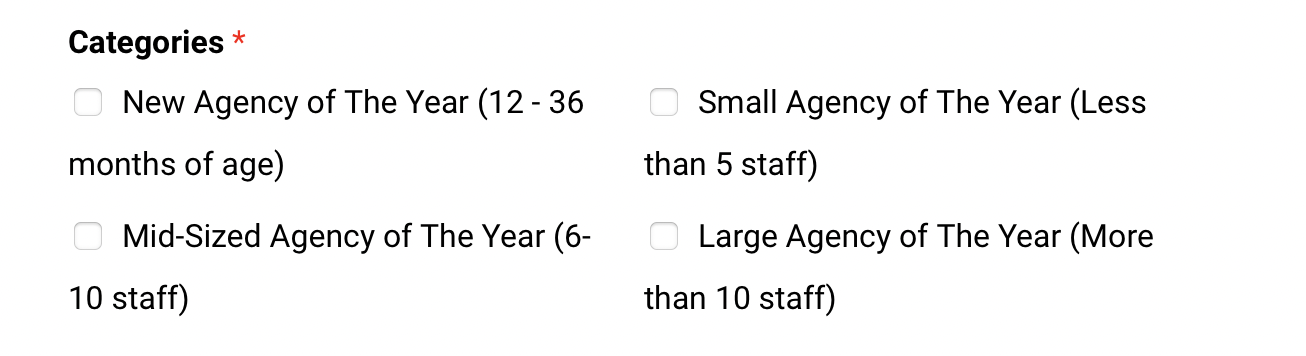 Categories *
New Agency of The Year (12 - 36
months of age)
Small Agency of The Year (Less
than 5 staff)
Mid-Sized Agency of The Year (6-
10 staff)
Large Agency of The Year (More
than 10 staff)